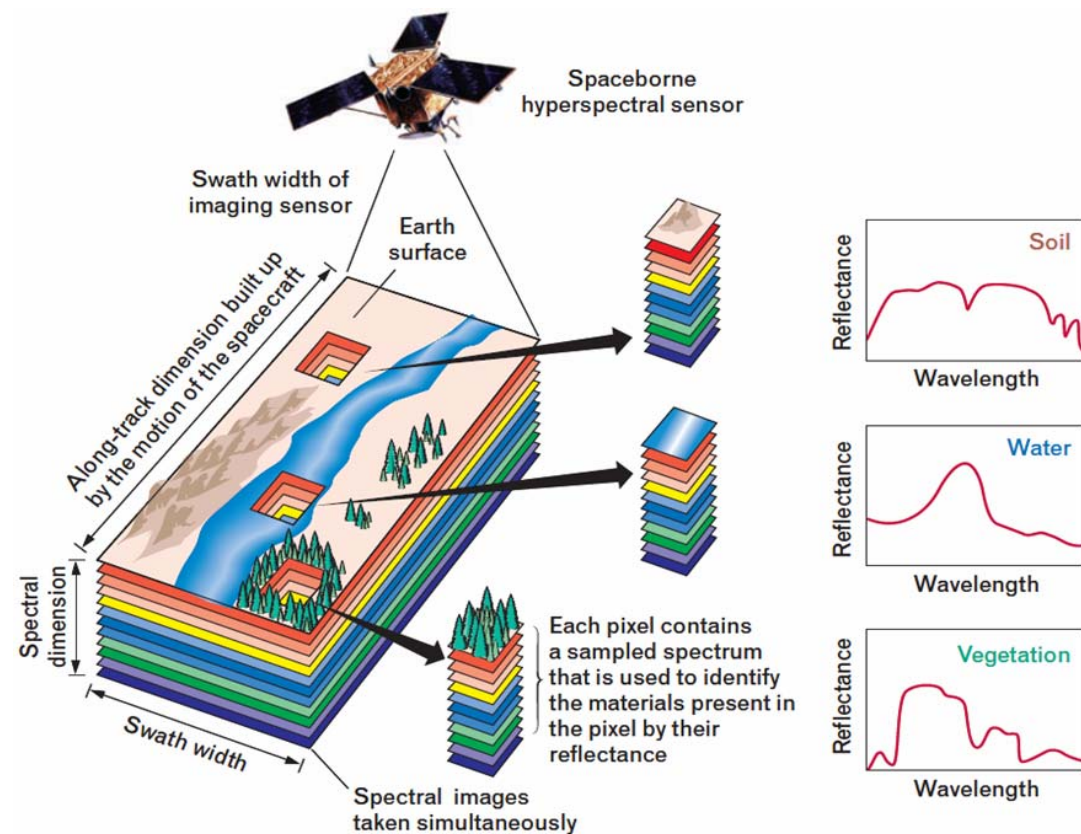 Spaceborne
hyperspectral sensor
Swath width of
imaging sensor
Earth
surface
Along-track dimension built up
by the motion of the spacecraft
Spectral
dimension
Swath width
Spectral images
taken simultaneously
Each pixel contains
a sampled spectrum
that is used to identify
the materials present in
the pixel by their
reflectance
Soil
Reflectance
Wavelength
Water
Reflectance
Wavelength
Vegetation
Reflectance
Wavelength